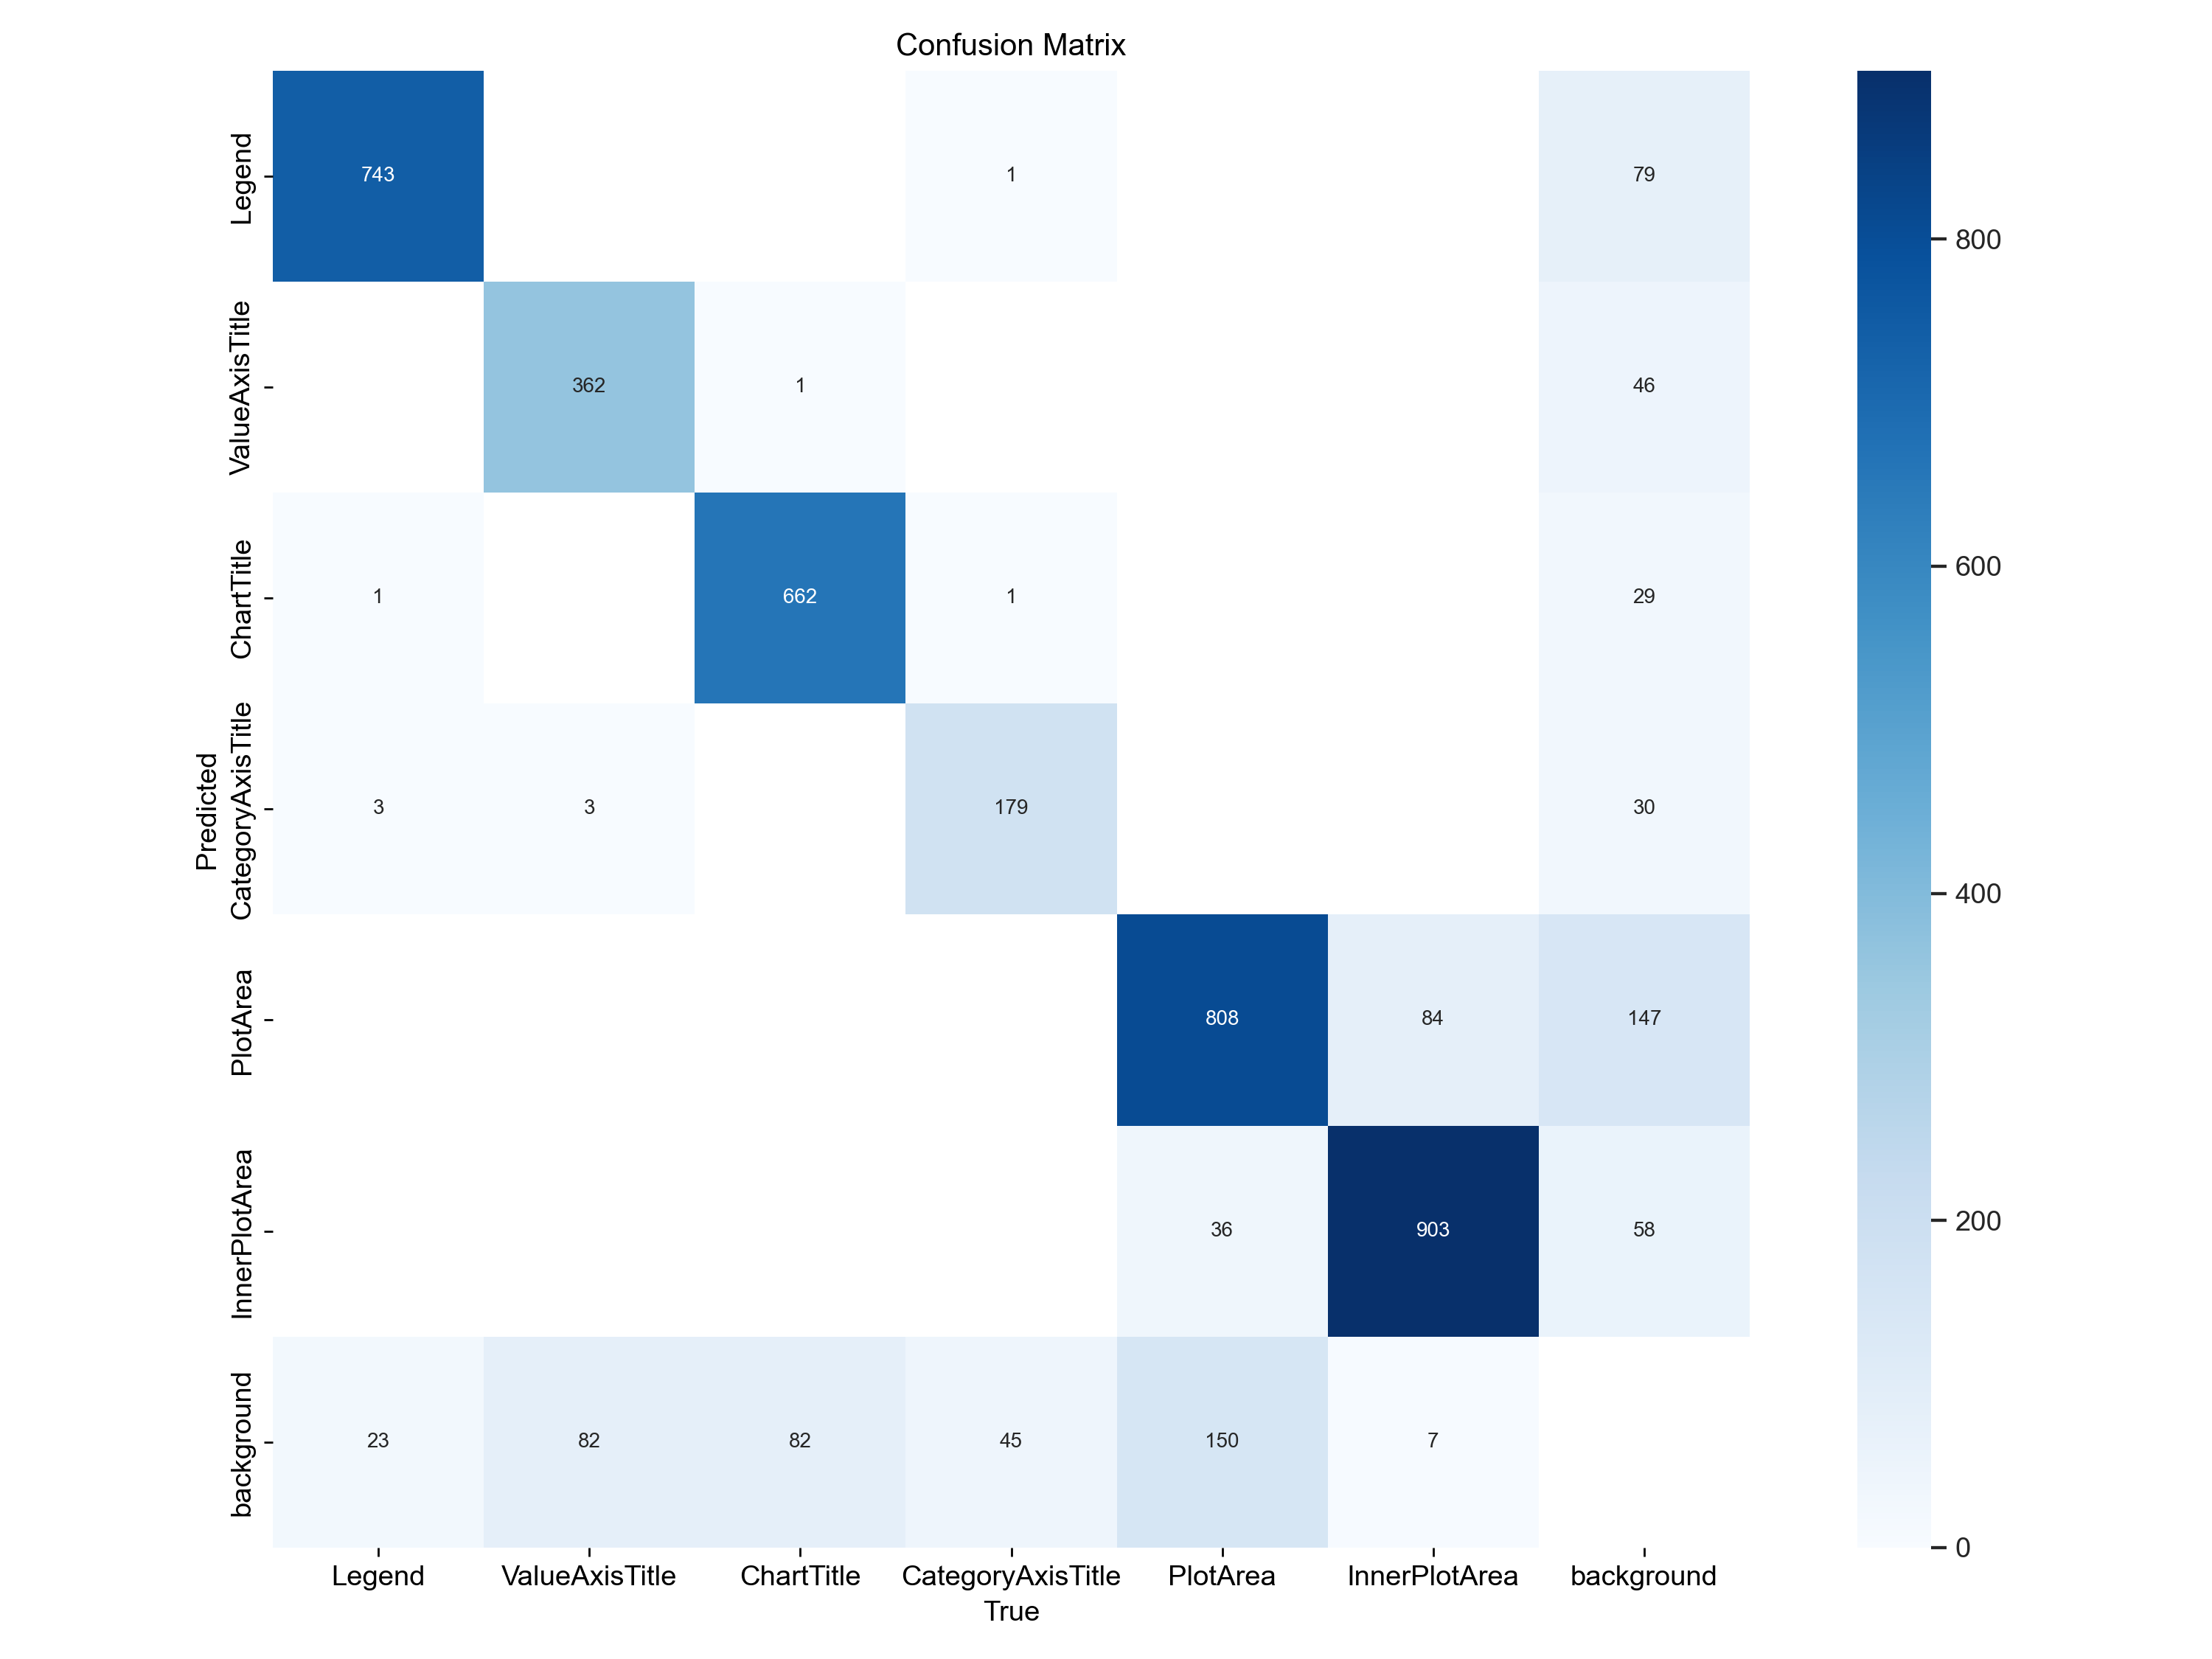 Confusion Matrix
Legend
743
1
79
800
ValueAxisTitle
362
1
46
ChartTitle
1
662
1
29
600
Predicted
CategoryAxisTitle
3
3
179
30
400
PlotArea
808
84
147
InnerPlotArea
36
903
58
200
background
23
82
82
45
150
7
0
Legend ValueAxisTitle ChartTitle CategoryAxisTitle PlotArea InnerPlotArea background
True